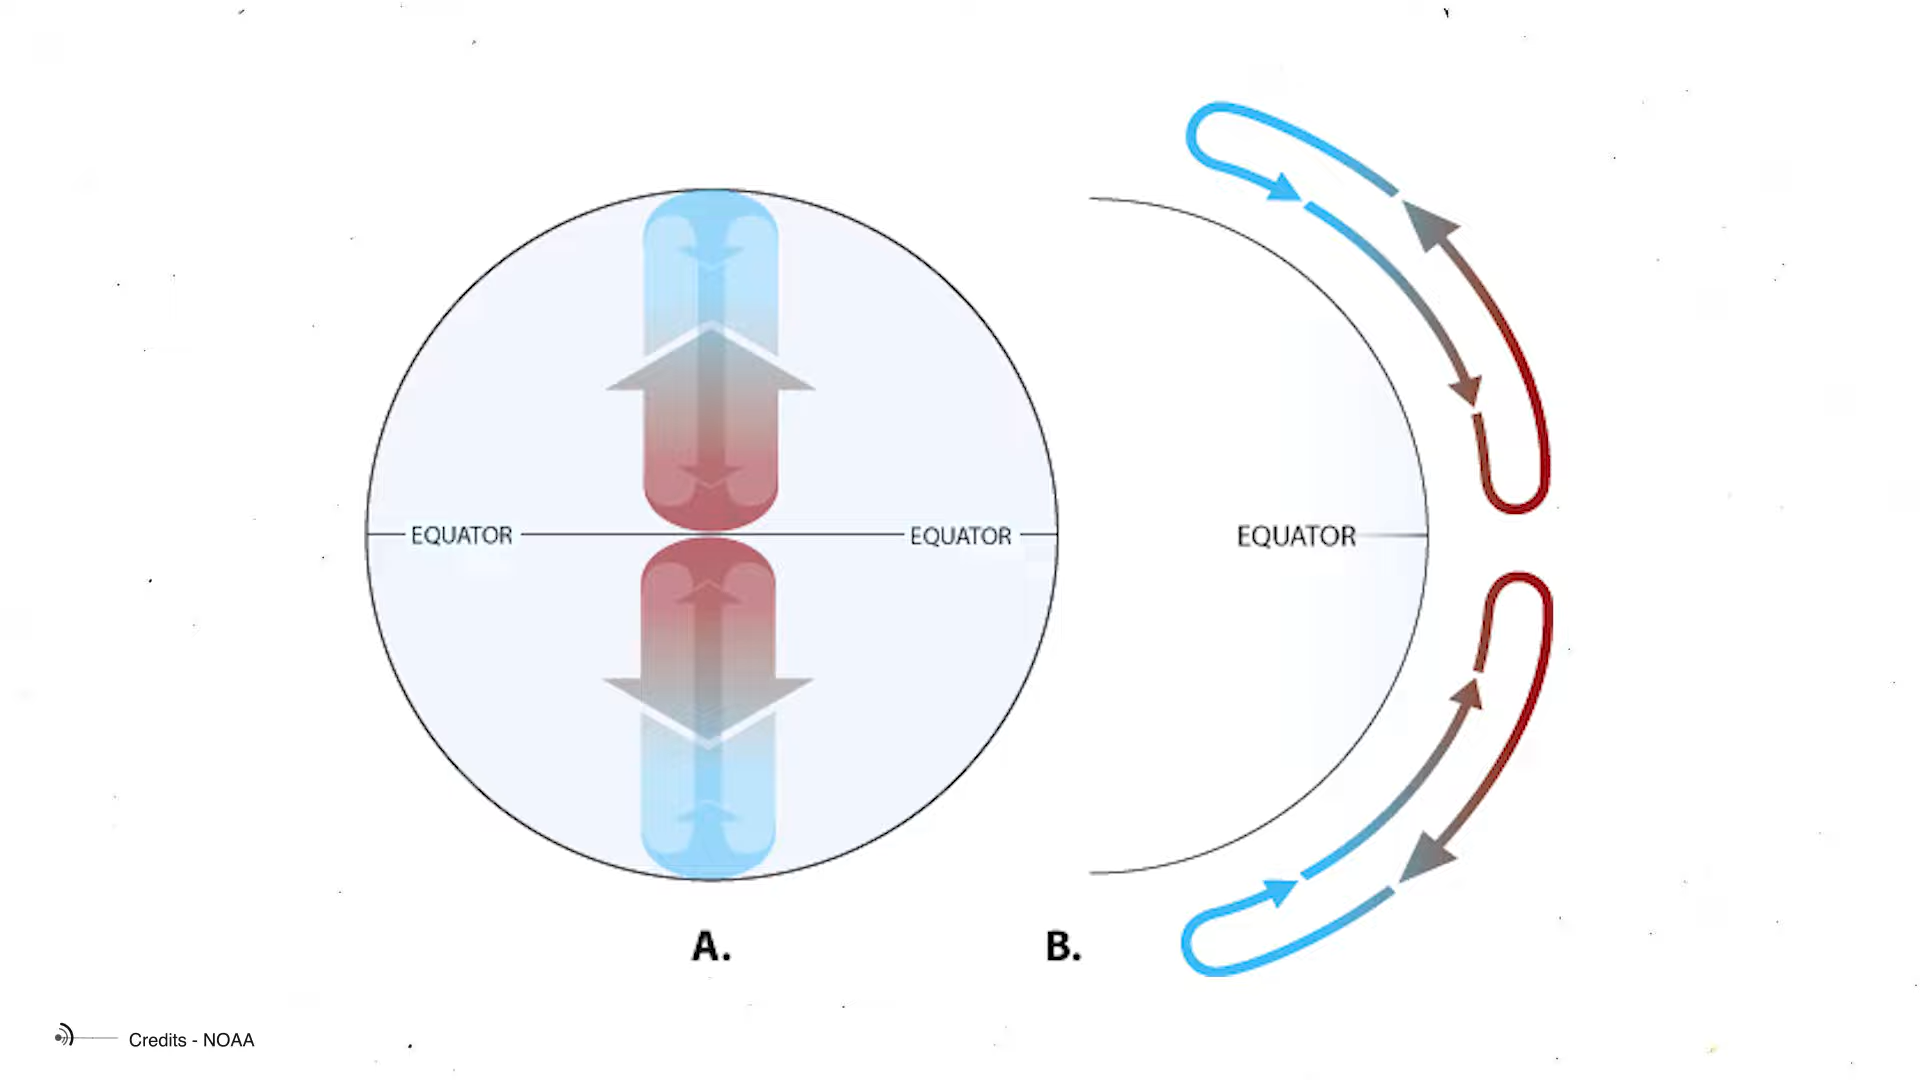 EQUATOR
EQUATOR
EQUATOR
A.
B.
Credits - NOAA